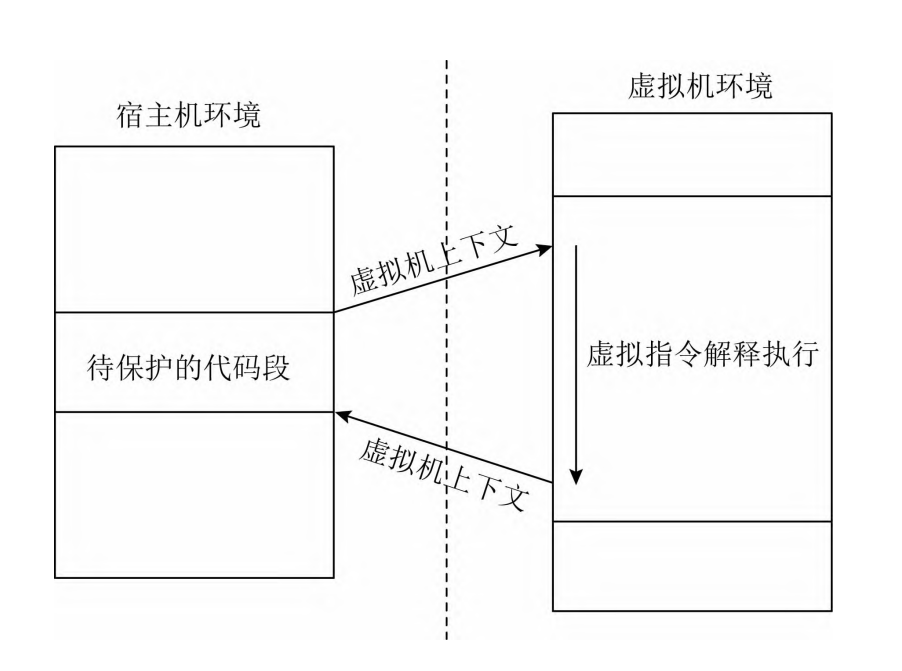 宿主机环境
虚拟机环境
虚拟机上下文
待保护的代码段
虚拟指令解释执行
虚拟机上下文